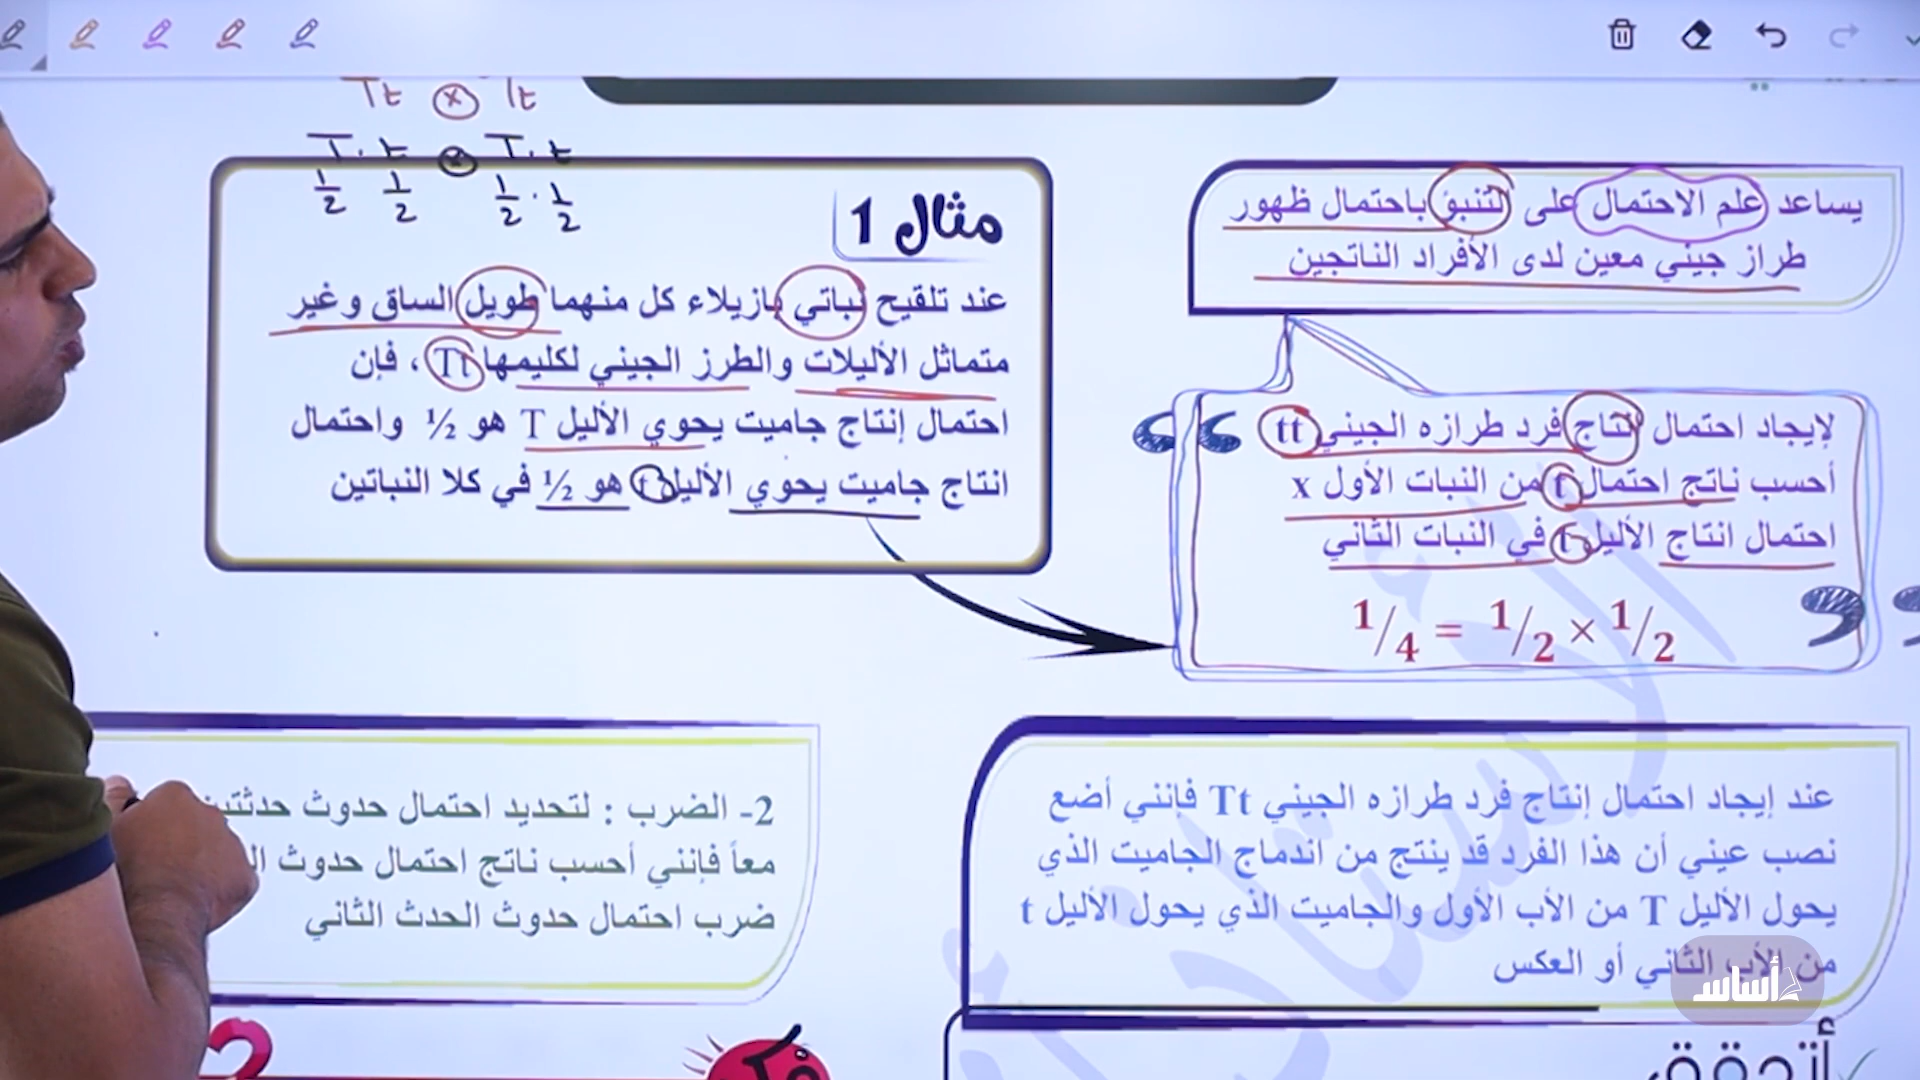 Tt × Tt
T . t × T . t
1/2 1/2 1/2 . 1/2
يساعد علم الاحتمال على التنبؤ باحتمال ظهور
طراز جيني معين لدى الأفراد الناتجين
مثال 1
عند تلقيح نباتي بازيلاء كل منهما طويل الساق وغير
متماثل الأليلات والطرز الجيني لكليمها Tt ، فإن
احتمال إنتاج جاميت يحوي الأليل T هو ½ واحتمال
انتاج جاميت يحوي الأليل t هو ½ في كلا النباتين
لإيجاد احتمال إنتاج فرد طرازه الجيني tt
أحسب ناتج احتمال t من النبات الأول x
احتمال انتاج الأليل t في النبات الثاني
1/4 = 1/2 × 1/2
عند إيجاد احتمال إنتاج فرد طرازه الجيني Tt فإنني أضع
نصب عيني أن هذا الفرد قد ينتج من اندماج الجاميت الذي
يحول الأليل T من الأب الأول والجاميت الذي يحول الأليل t
من الأب الثاني أو العكس
2- الضرب : لتحديد احتمال حدوث حدثتين
معاً فإنني أحسب ناتج احتمال حدوث
ضرب احتمال حدوث الحدث الثاني
أساس
أتحقق